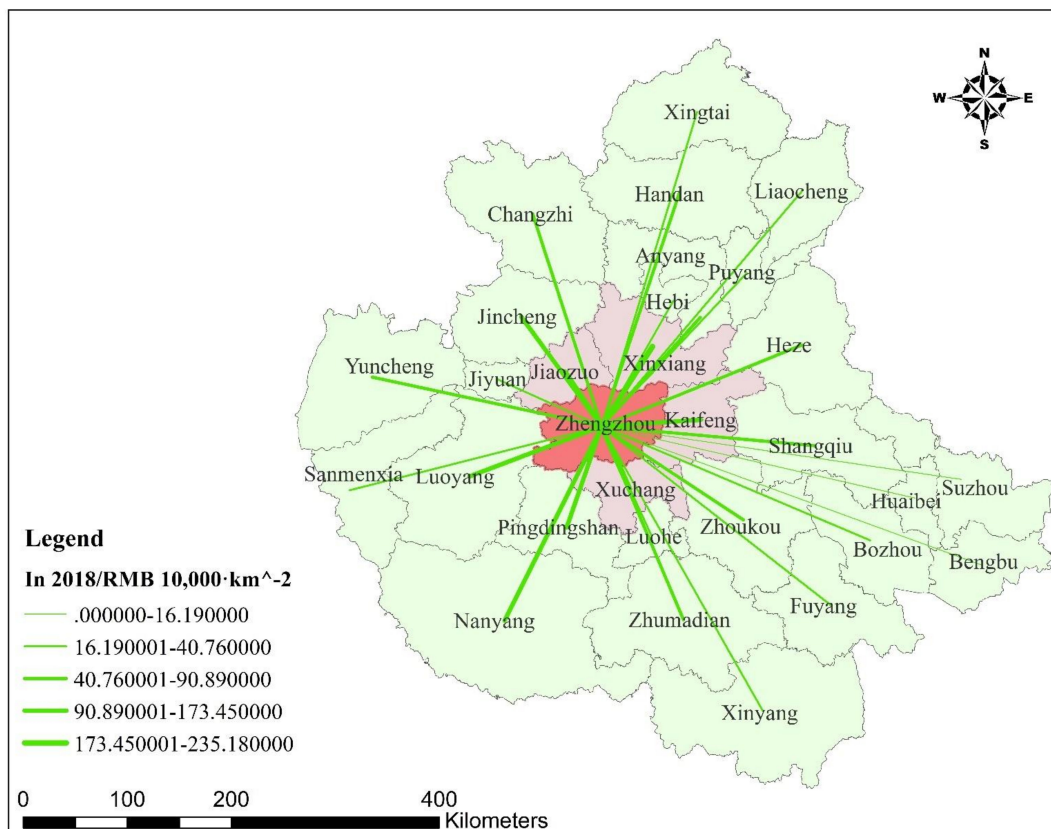 N
W E
S
Xingtai
Handan
Liaocheng
Changzhi
Anyang
Puyang
Hebi
Jincheng
Heze
Yuncheng
Jiyuan
Jiaozuo
Xinxiang
Zhengzhou
Kaifeng
Shangqiu
Sanmenxia
Luoyang
Xuchang
Suzhou
Huaibei
Pingdingshan
Luohe
Zhoukou
Bozhou
Bengbu
Fuyang
Nanyang
Zhumadian
Xinyang
Legend
In 2018/RMB 10,000·km^-2
.000000-16.190000
16.190001-40.760000
40.760001-90.890000
90.890001-173.450000
173.450001-235.180000
0 100 200 400
Kilometers